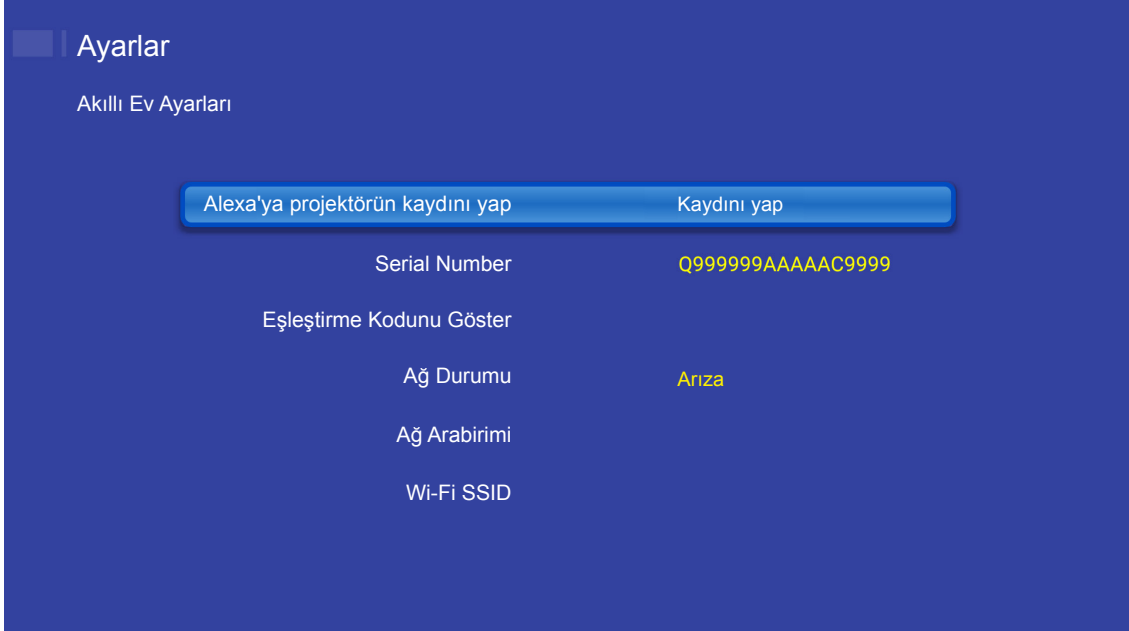 Ayarlar
Akıllı Ev Ayarları
Alexa'ya projektörün kaydını yap Kaydını yap
Serial Number Q999999AAAAAC9999
Eşleştirme Kodunu Göster
Ağ Durumu Arıza
Ağ Arabirimi
Wi-Fi SSID